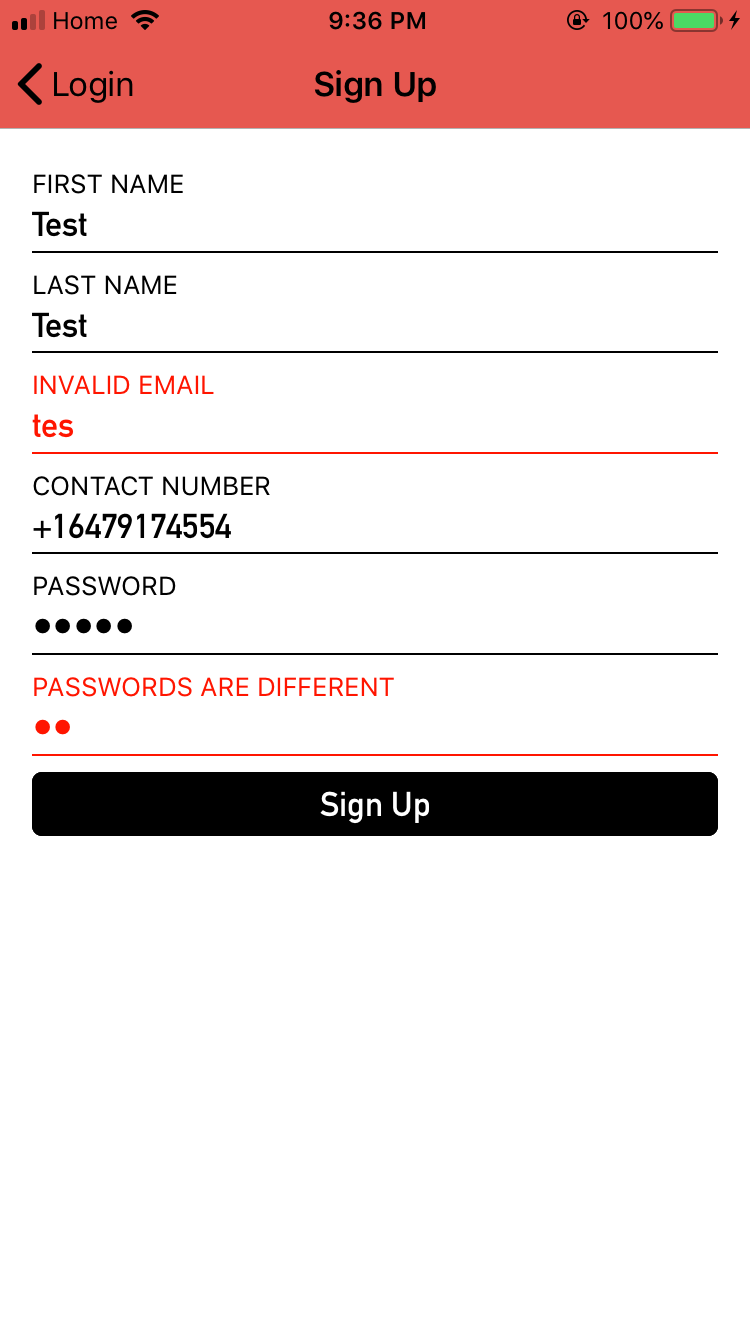 Home 9:36 PM 100%
Login Sign Up
FIRST NAME
Test
LAST NAME
Test
INVALID EMAIL
tes
CONTACT NUMBER
+16479174554
PASSWORD
●●●●●
PASSWORDS ARE DIFFERENT
●●
Sign Up